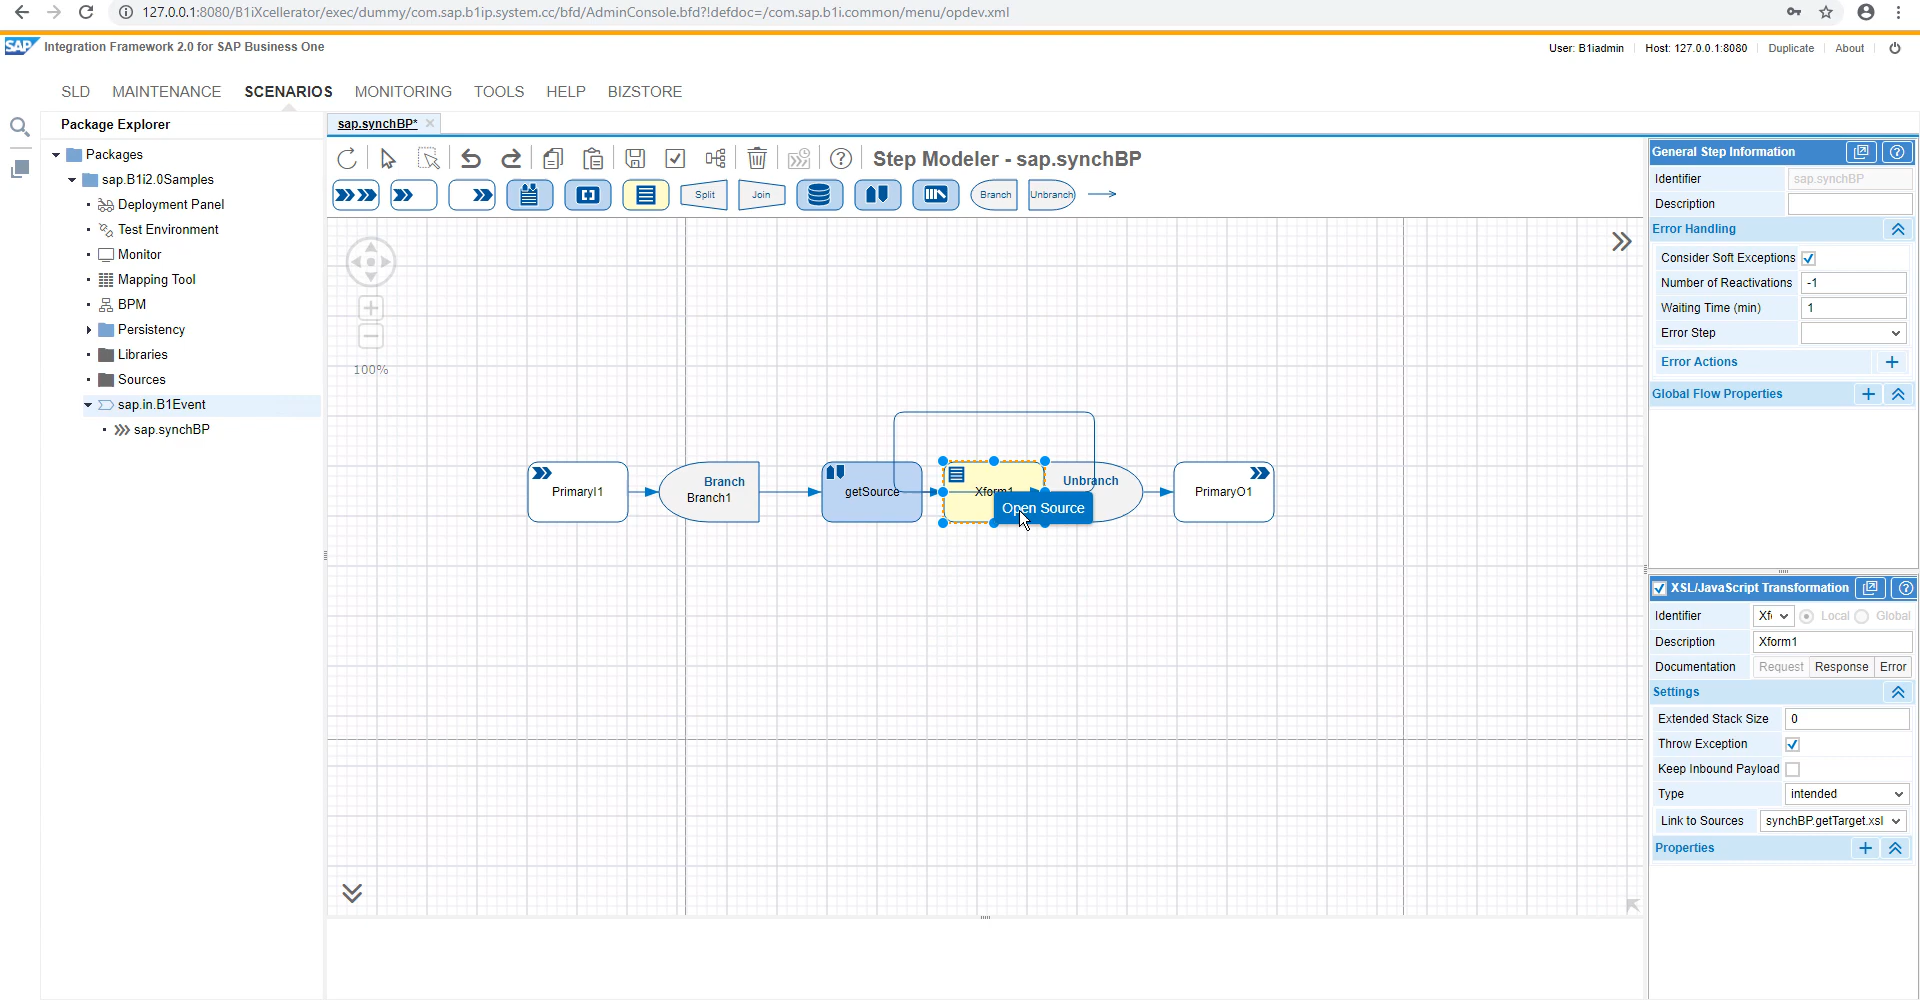 127.0.0.1:8080/B1iXcellerator/exec/dummy/com.sap.b1ip.system.cc/bfd/AdminConsole.bfd?!defdoc=/com.sap.b1i.common/menu/opdev.xml
SAP Integration Framework 2.0 for SAP Business One
User: B1iadmin Host: 127.0.0.1:8080 Duplicate About
SLD MAINTENANCE SCENARIOS MONITORING TOOLS HELP BIZSTORE
Package Explorer
Packages
sap.B1i2.0Samples
Deployment Panel
Test Environment
Monitor
Mapping Tool
BPM
Persistency
Libraries
Sources
sap.in.B1Event
sap.synchBP
sap.synchBP*
Step Modeler - sap.synchBP
Split Join Branch Unbranch
100%
PrimaryI1
Branch
Branch1
getSource
Xform1
Open Source
Unbranch
PrimaryO1
General Step Information
Identifier sap.synchBP
Description
Error Handling
Consider Soft Exceptions
Number of Reactivations -1
Waiting Time (min) 1
Error Step
Error Actions
Global Flow Properties
XSL/JavaScript Transformation
Identifier Local Global
Description Xform1
Documentation Request Response Error
Settings
Extended Stack Size 0
Throw Exception
Keep Inbound Payload
Type intended
Link to Sources synchBP.getTarget.xsl
Properties